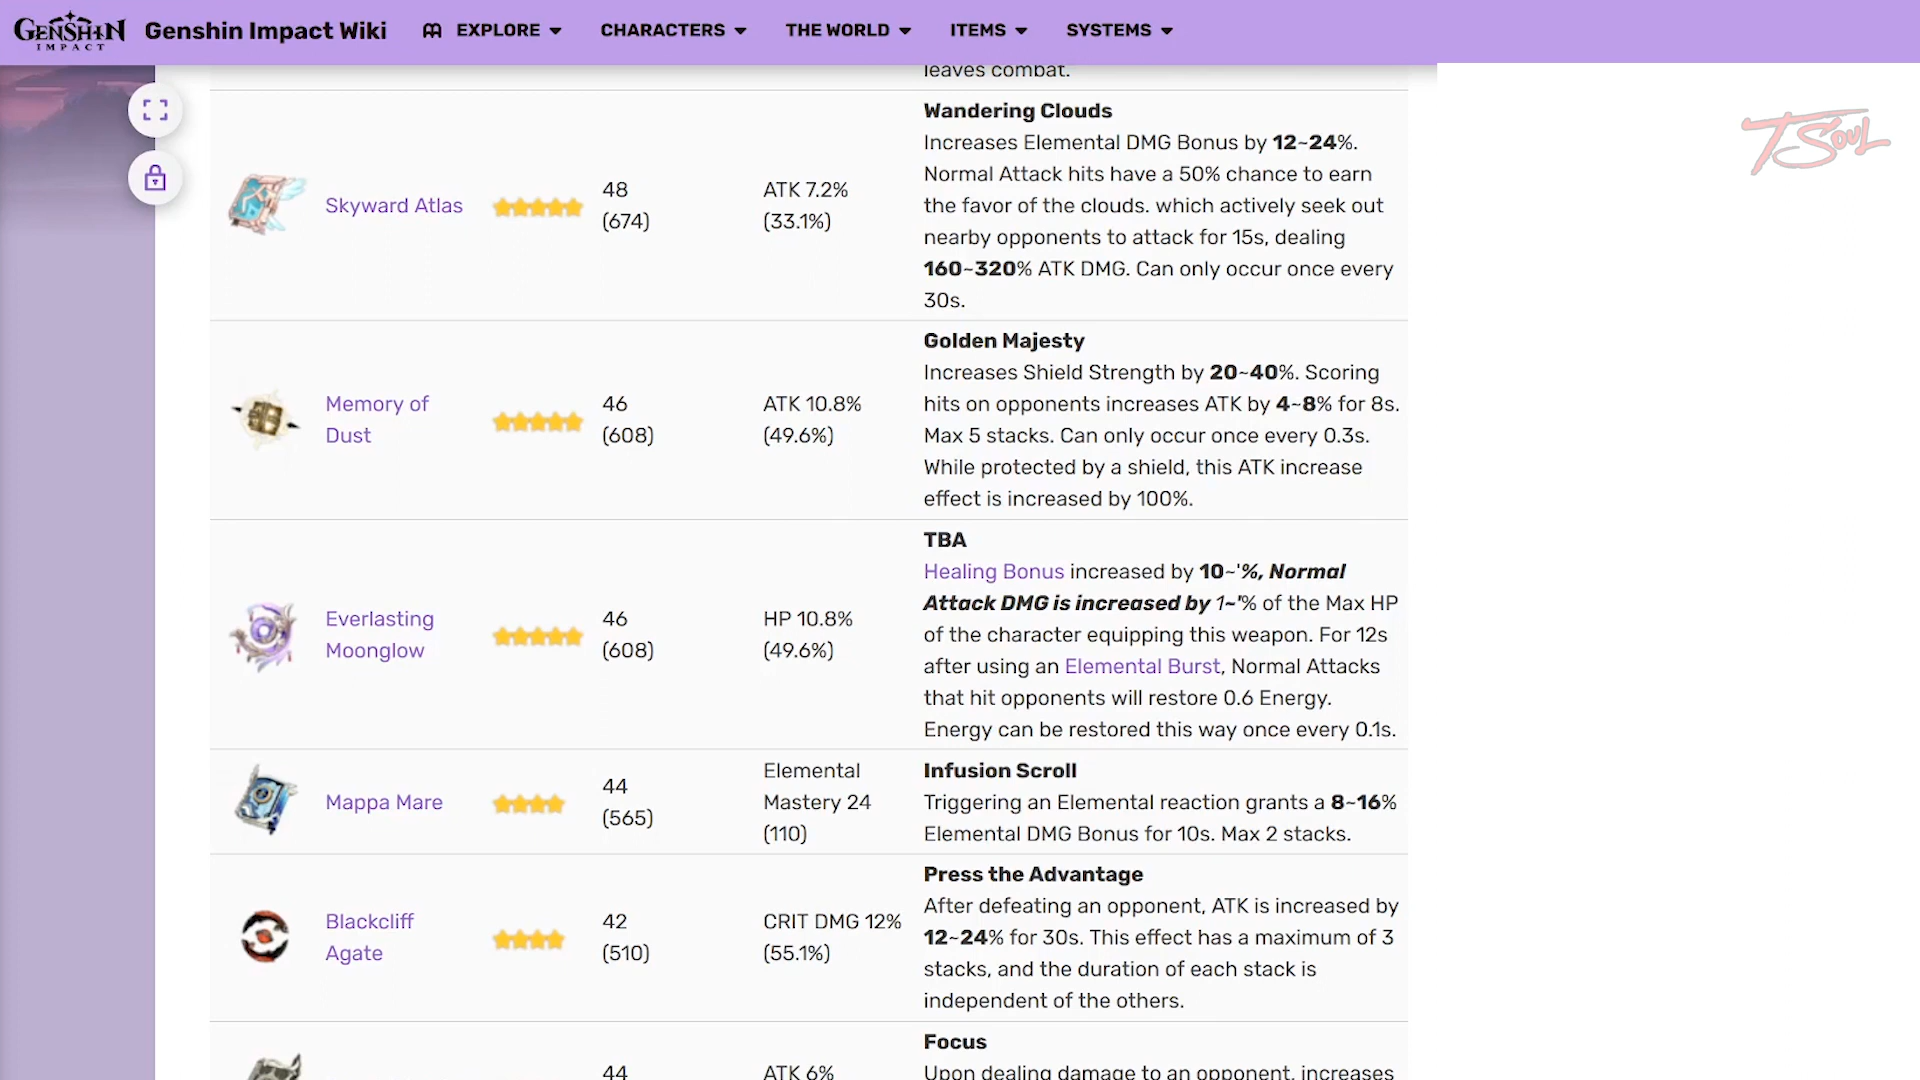 GENSHIN
IMPACT
Genshin Impact Wiki
EXPLORE
CHARACTERS
THE WORLD
ITEMS
SYSTEMS
TSOUL
leaves combat.
Skyward Atlas
48
(674)
ATK 7.2%
(33.1%)
Wandering Clouds
Increases Elemental DMG Bonus by 12~24%.
Normal Attack hits have a 50% chance to earn
the favor of the clouds. which actively seek out
nearby opponents to attack for 15s, dealing
160~320% ATK DMG. Can only occur once every
30s.
Memory of
Dust
46
(608)
ATK 10.8%
(49.6%)
Golden Majesty
Increases Shield Strength by 20~40%. Scoring
hits on opponents increases ATK by 4~8% for 8s.
Max 5 stacks. Can only occur once every 0.3s.
While protected by a shield, this ATK increase
effect is increased by 100%.
Everlasting
Moonglow
46
(608)
HP 10.8%
(49.6%)
TBA
Healing Bonus increased by 10~'%, Normal
Attack DMG is increased by 1~'% of the Max HP
of the character equipping this weapon. For 12s
after using an Elemental Burst, Normal Attacks
that hit opponents will restore 0.6 Energy.
Energy can be restored this way once every 0.1s.
Mappa Mare
44
(565)
Elemental
Mastery 24
(110)
Infusion Scroll
Triggering an Elemental reaction grants a 8~16%
Elemental DMG Bonus for 10s. Max 2 stacks.
Blackcliff
Agate
42
(510)
CRIT DMG 12%
(55.1%)
Press the Advantage
After defeating an opponent, ATK is increased by
12~24% for 30s. This effect has a maximum of 3
stacks, and the duration of each stack is
independent of the others.
44
ATK 6%
Focus
Upon dealing damage to an opponent, increases